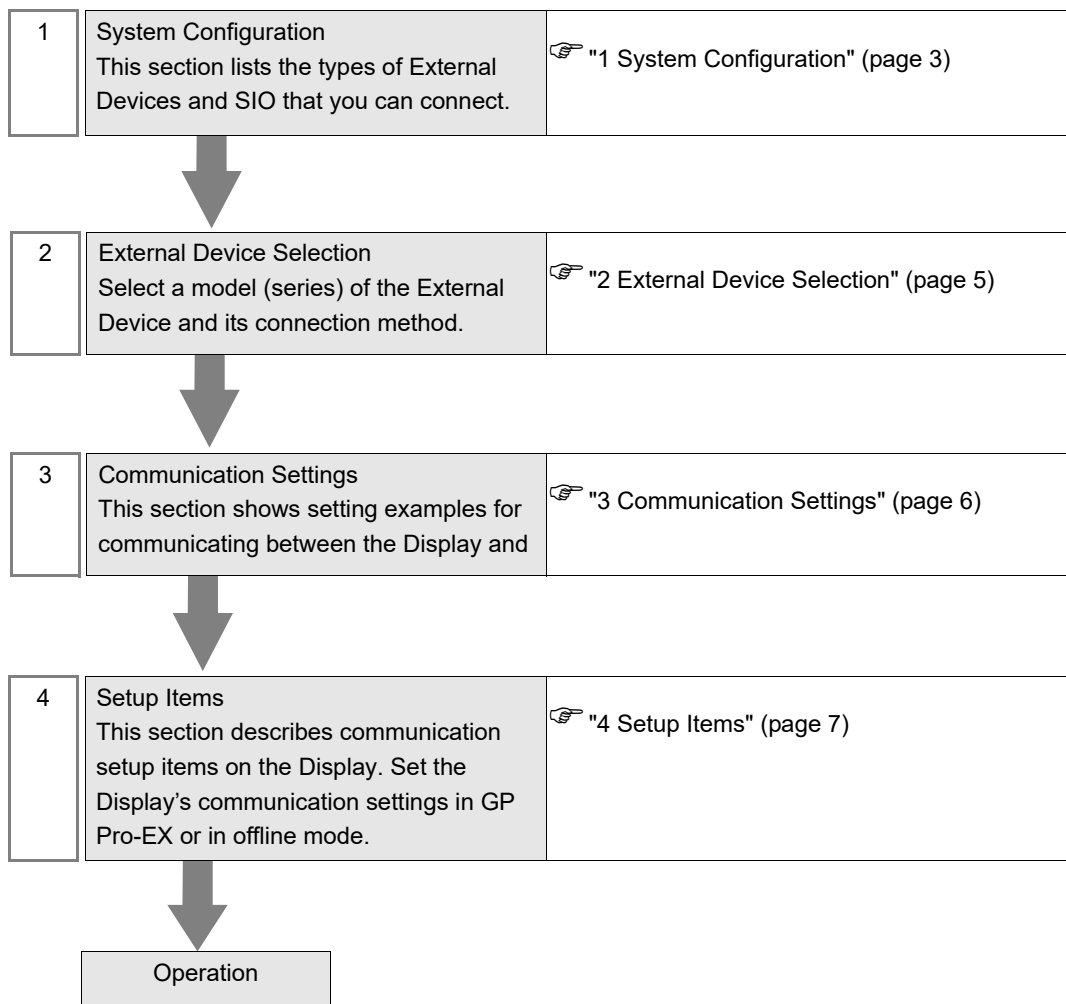 1
System Configuration
This section lists the types of External
Devices and SIO that you can connect.
"1 System Configuration" (page 3)
2
External Device Selection
Select a model (series) of the External
Device and its connection method.
"2 External Device Selection" (page 5)
3
Communication Settings
This section shows setting examples for
communicating between the Display and
"3 Communication Settings" (page 6)
4
Setup Items
This section describes communication
setup items on the Display. Set the
Display’s communication settings in GP
Pro-EX or in offline mode.
"4 Setup Items" (page 7)
Operation